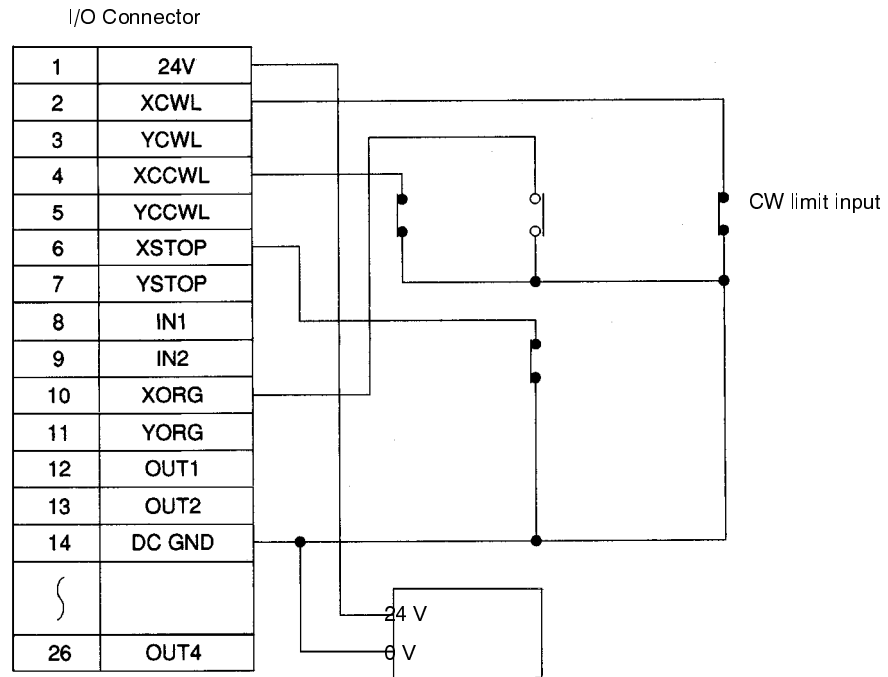 I/O Connector
1 24V
2 XCWL
3 YCWL
4 XCCWL
5 YCCWL
6 XSTOP
7 YSTOP
8 IN1
9 IN2
10 XORG
11 YORG
12 OUT1
13 OUT2
14 DC GND
26 OUT4
CW limit input
24 V
0 V